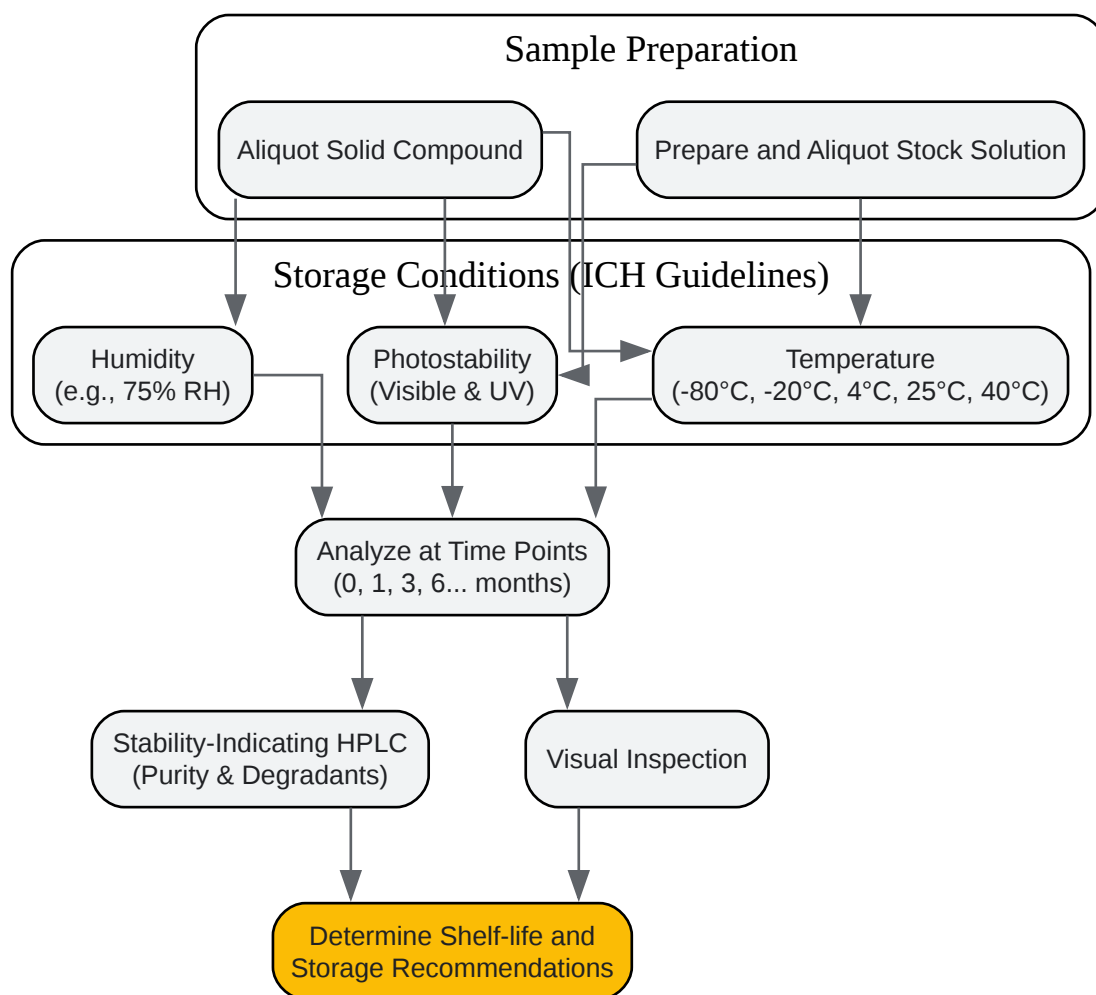 Sample Preparation
Aliquot Solid Compound
Prepare and Aliquot Stock Solution
Storage Conditions (ICH Guidelines)
Humidity
(e.g., 75% RH)
Photostability
(Visible & UV)
Temperature
(-80°C, -20°C, 4°C, 25°C, 40°C)
Analyze at Time Points
(0, 1, 3, 6... months)
Stability-Indicating HPLC
(Purity & Degradants)
Visual Inspection
Determine Shelf-life and
Storage Recommendations